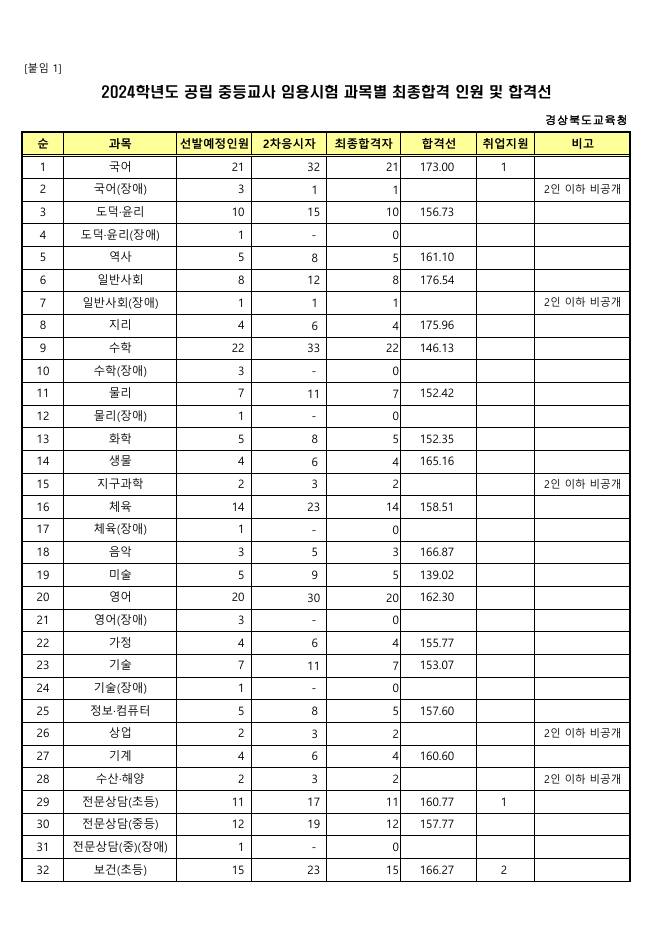 [붙임 1]
2024학년도 공립 중등교사 임용시험 과목별 최종합격 인원 및 합격선
경상북도교육청
순 과목 선발예정인원 2차응시자 최종합격자 합격선 취업지원 비고
1 국어 21 32 21 173.00 1
2 국어(장애) 3 1 1 2인 이하 비공개
3 도덕·윤리 10 15 10 156.73
4 도덕·윤리(장애) 1 - 0
5 역사 5 8 5 161.10
6 일반사회 8 12 8 176.54
7 일반사회(장애) 1 1 1 2인 이하 비공개
8 지리 4 6 4 175.96
9 수학 22 33 22 146.13
10 수학(장애) 3 - 0
11 물리 7 11 7 152.42
12 물리(장애) 1 - 0
13 화학 5 8 5 152.35
14 생물 4 6 4 165.16
15 지구과학 2 3 2 2인 이하 비공개
16 체육 14 23 14 158.51
17 체육(장애) 1 - 0
18 음악 3 5 3 166.87
19 미술 5 9 5 139.02
20 영어 20 30 20 162.30
21 영어(장애) 3 - 0
22 가정 4 6 4 155.77
23 기술 7 11 7 153.07
24 기술(장애) 1 - 0
25 정보·컴퓨터 5 8 5 157.60
26 상업 2 3 2 2인 이하 비공개
27 기계 4 6 4 160.60
28 수산·해양 2 3 2 2인 이하 비공개
29 전문상담(초등) 11 17 11 160.77 1
30 전문상담(중등) 12 19 12 157.77
31 전문상담(중)(장애) 1 - 0
32 보건(초등) 15 23 15 166.27 2